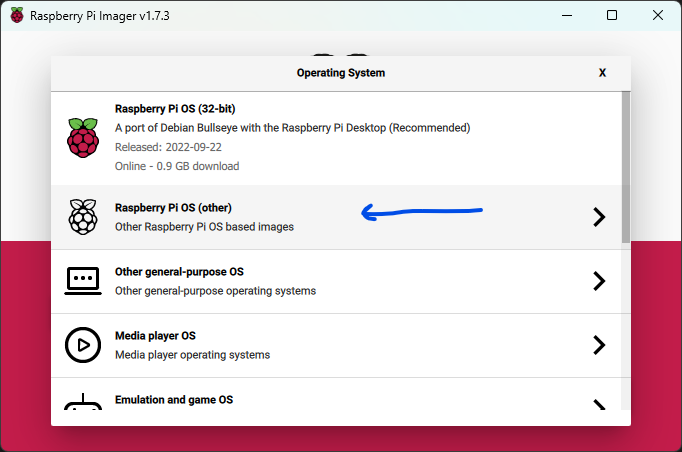 Raspberry Pi Imager v1.7.3
Operating System
X
Raspberry Pi OS (32-bit)
A port of Debian Bullseye with the Raspberry Pi Desktop (Recommended)
Released: 2022-09-22
Online - 0.9 GB download
Raspberry Pi OS (other)
Other Raspberry Pi OS based images
Other general-purpose OS
Other general-purpose operating systems
Media player OS
Media player operating systems
Emulation and game OS